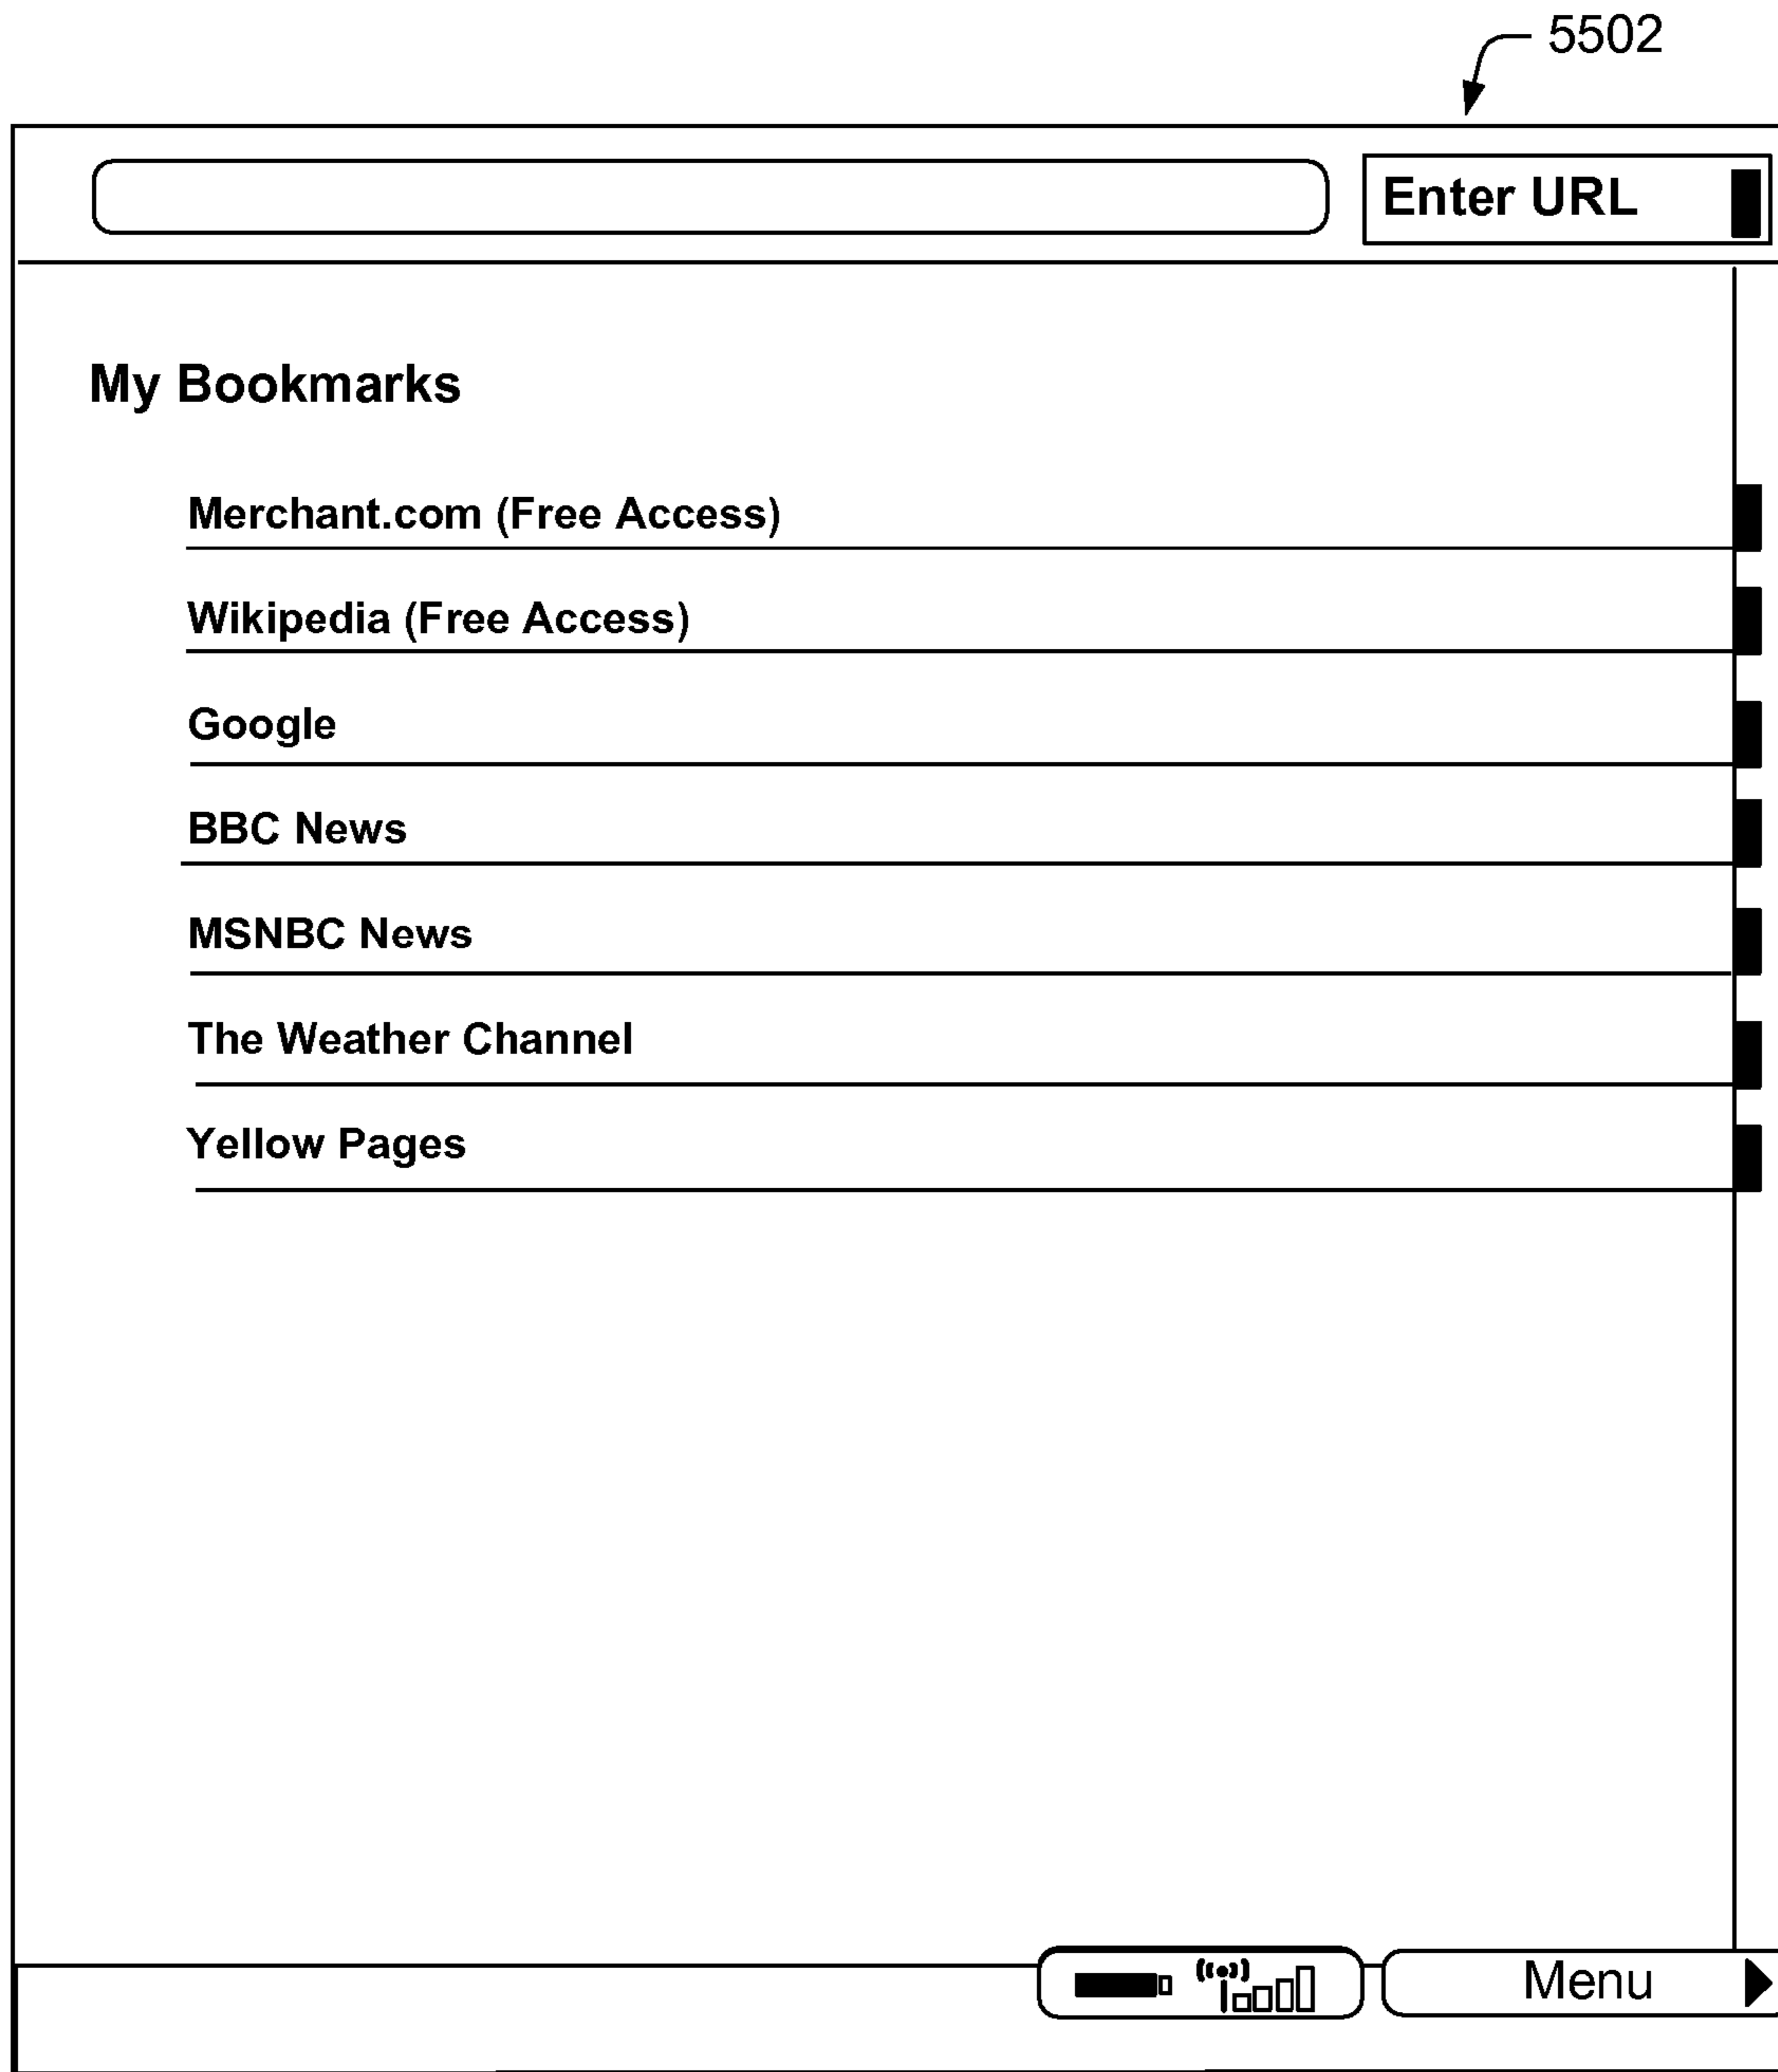 5502
Enter URL
My Bookmarks
Merchant.com (Free Access)
Wikipedia (Free Access)
Google
BBC News
MSNBC News
The Weather Channel
Yellow Pages
Menu